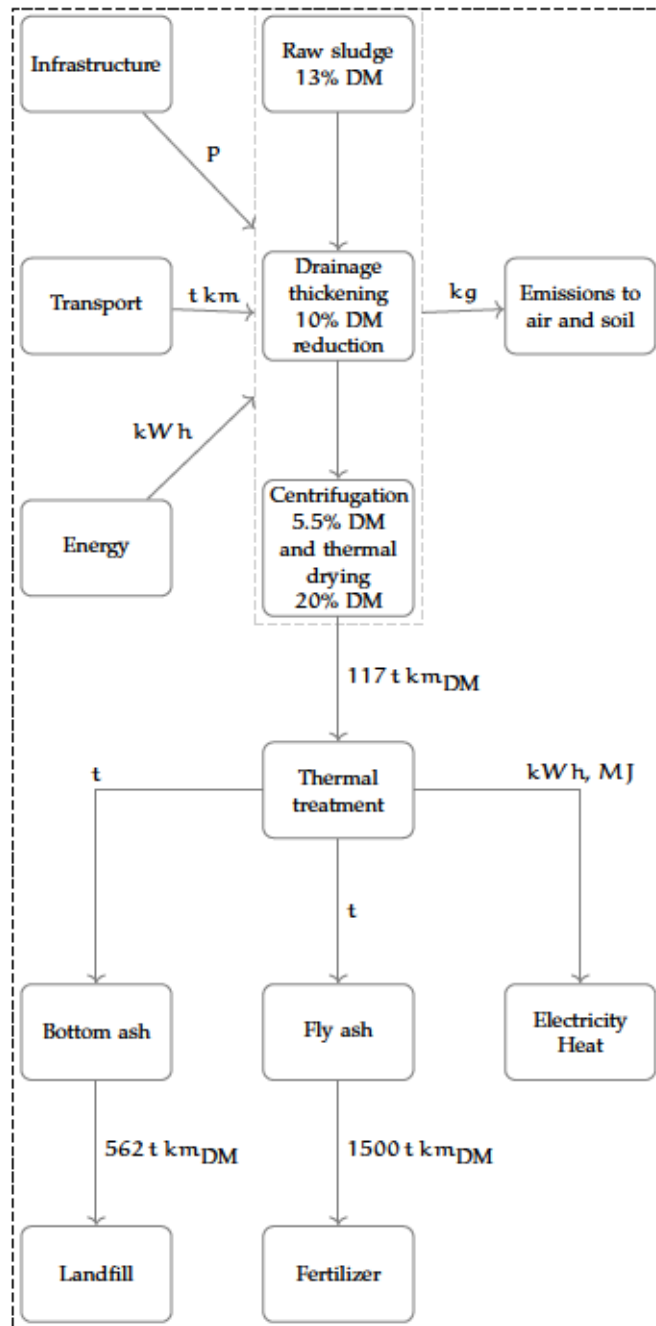 Infrastructure
Raw sludge
13% DM
P
Transport
t km
Drainage
thickening
10% DM
reduction
kg
Emissions to
air and soil
kWh
Energy
Centrifugation
5.5% DM
and thermal
drying
20% DM
117 t kmDM
t
Thermal
treatment
kWh, MJ
t
Bottom ash
Fly ash
Electricity
Heat
562 t kmDM
1500 t kmDM
Landfill
Fertilizer